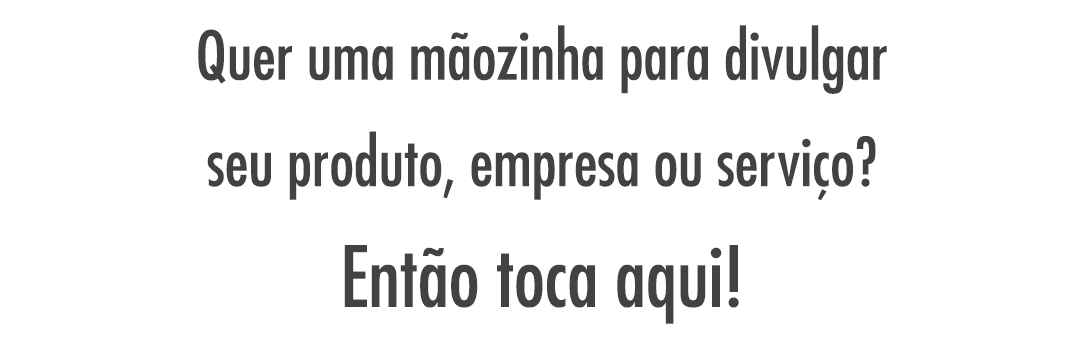 Quer uma mãozinha para divulgar
seu produto, empresa ou serviço?
Então toca aqui!